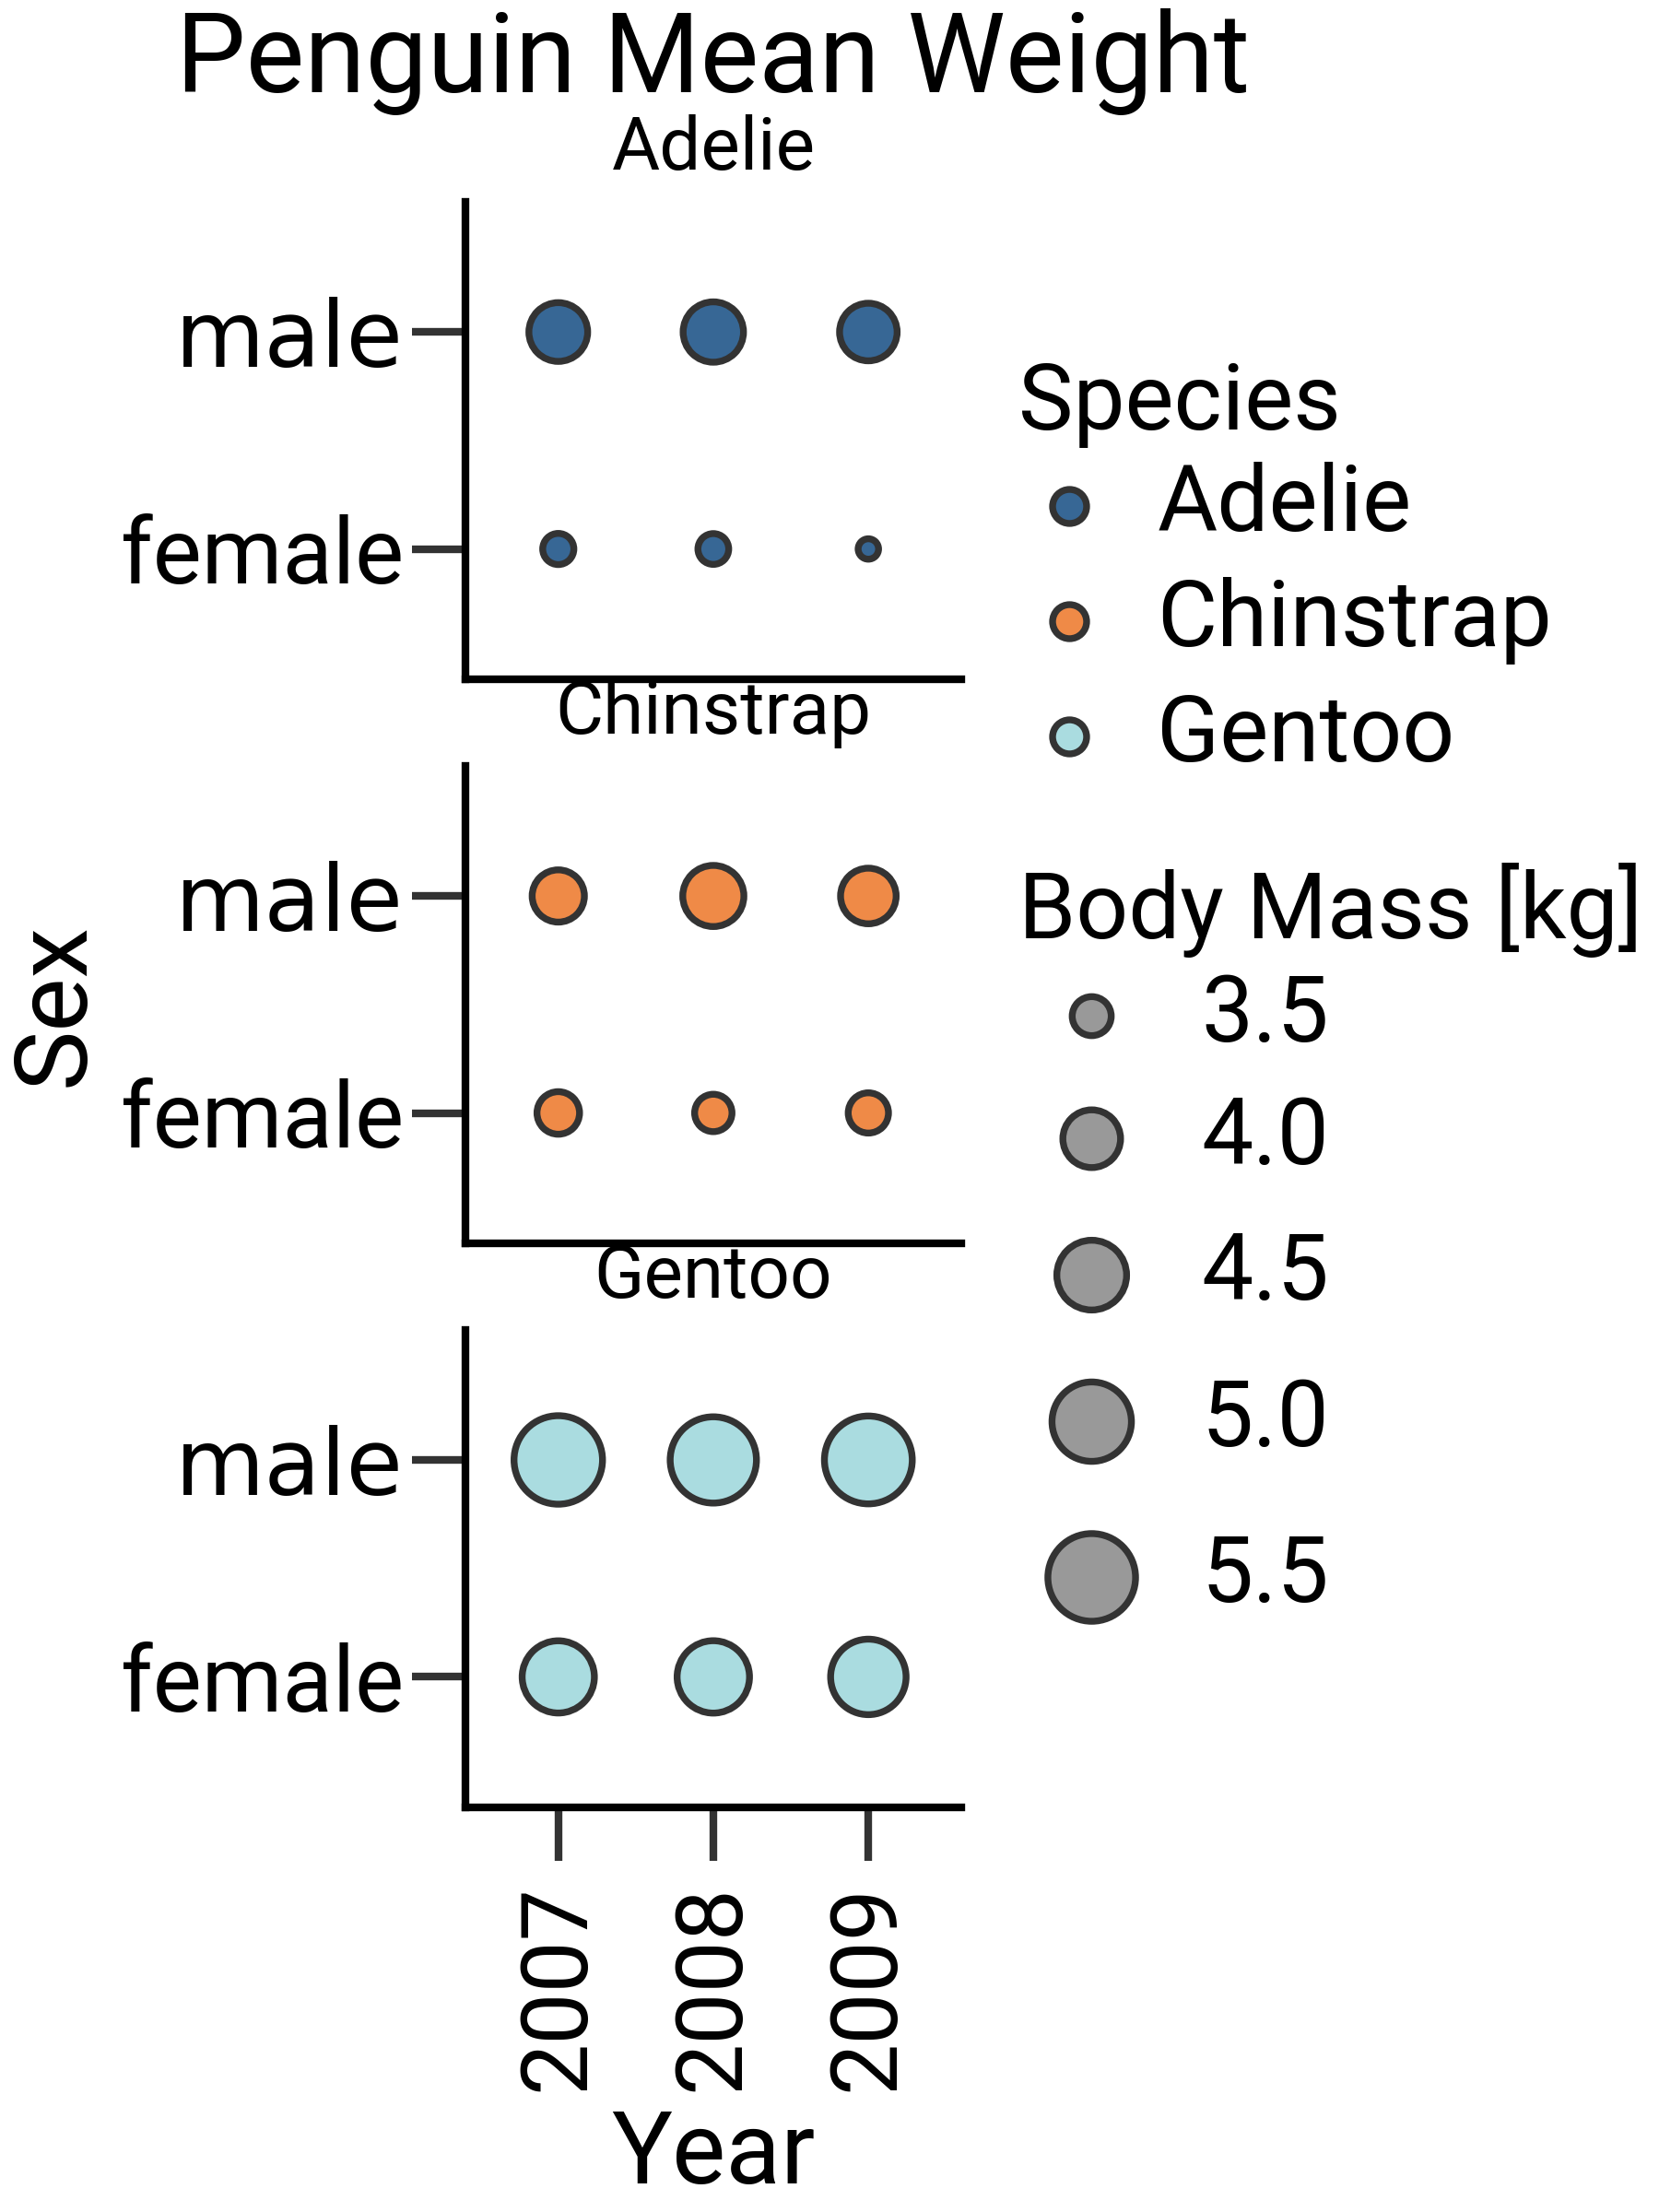 Penguin Mean Weight
Adelie
male
female
Chinstrap
male
female
Gentoo
male
female
Sex
2007
2008
2009
Year
Species
Adelie
Chinstrap
Gentoo
Body Mass [kg]
3.5
4.0
4.5
5.0
5.5